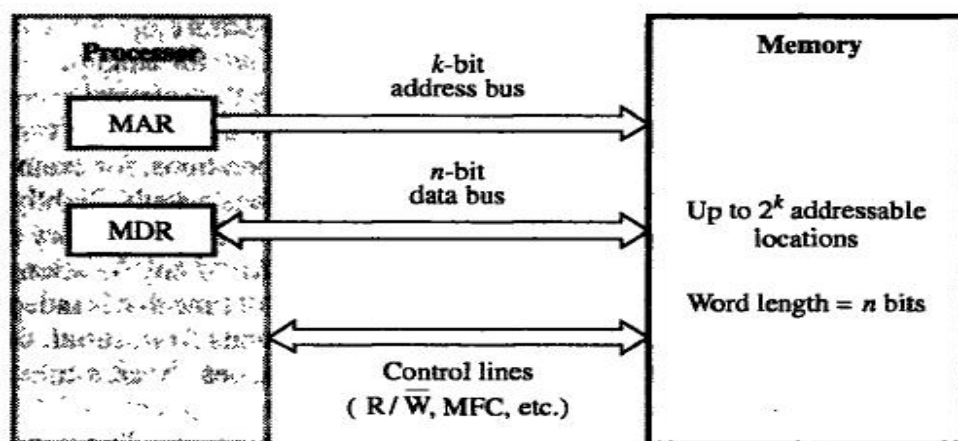 Processor
Memory
k-bit
address bus
MAR
n-bit
data bus
MDR
Up to 2^k addressable
locations
Word length = n bits
Control lines
( R / W̅, MFC, etc.)